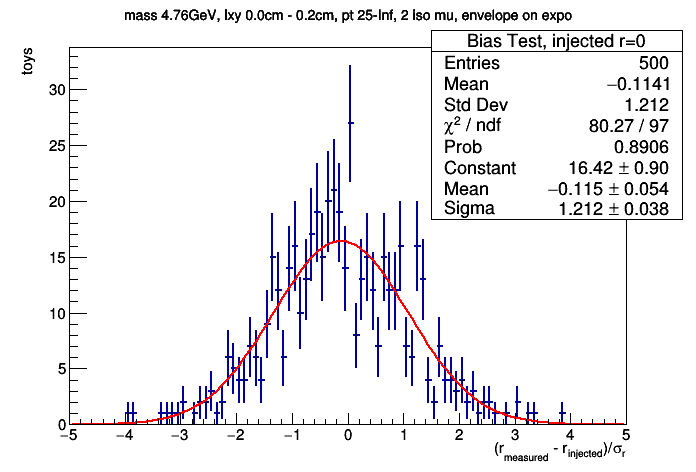 mass 4.76GeV, lxy 0.0cm - 0.2cm, pt 25-Inf, 2 iso mu, envelope on expo
toys
Bias Test, injected r=0
Entries 500
Mean −0.1141
Std Dev 1.212
χ² / ndf 80.27 / 97
Prob 0.8906
Constant 16.42 ± 0.90
Mean −0.115 ± 0.054
Sigma 1.212 ± 0.038
30
25
20
15
10
5
0
−5 −4 −3 −2 −1 0 1 2 3 4 5
(r_measured - r_injected)/σ_r